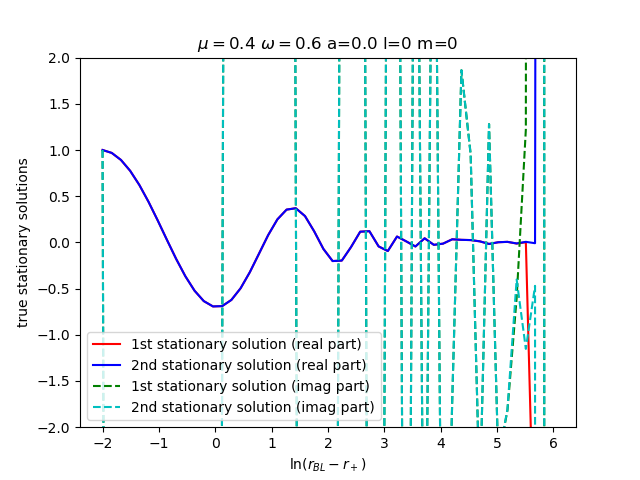 μ = 0.4 ω = 0.6 a=0.0 l=0 m=0
true stationary solutions
2.0
1.5
1.0
0.5
0.0
−0.5
−1.0
−1.5
−2.0
1st stationary solution (real part)
2nd stationary solution (real part)
1st stationary solution (imag part)
2nd stationary solution (imag part)
−2 −1 0 1 2 3 4 5 6
ln(r_BL − r_+)